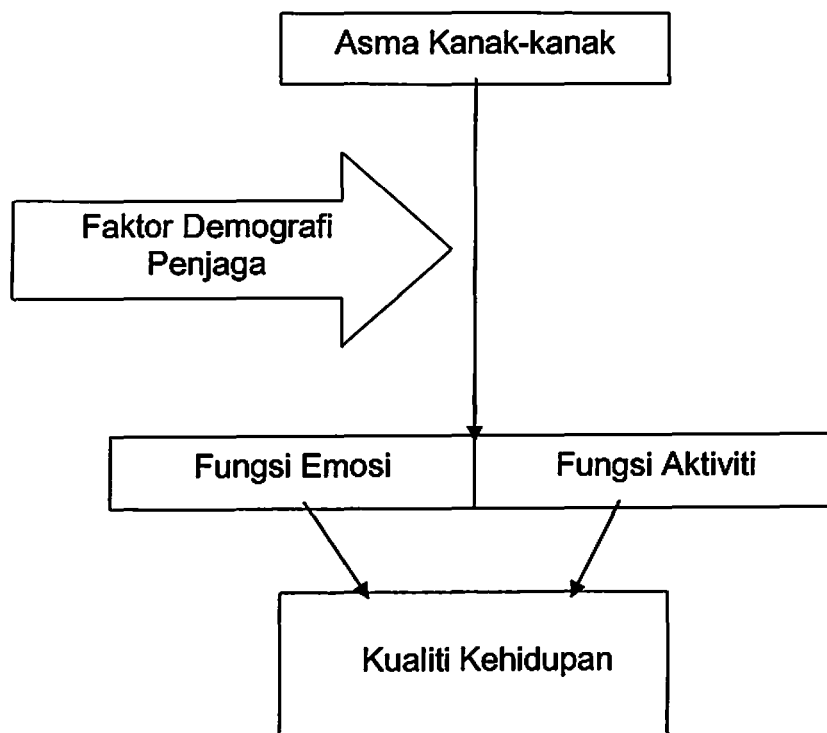 Asma Kanak-kanak
Faktor Demografi
Penjaga
Fungsi Emosi
Fungsi Aktiviti
Kualiti Kehidupan